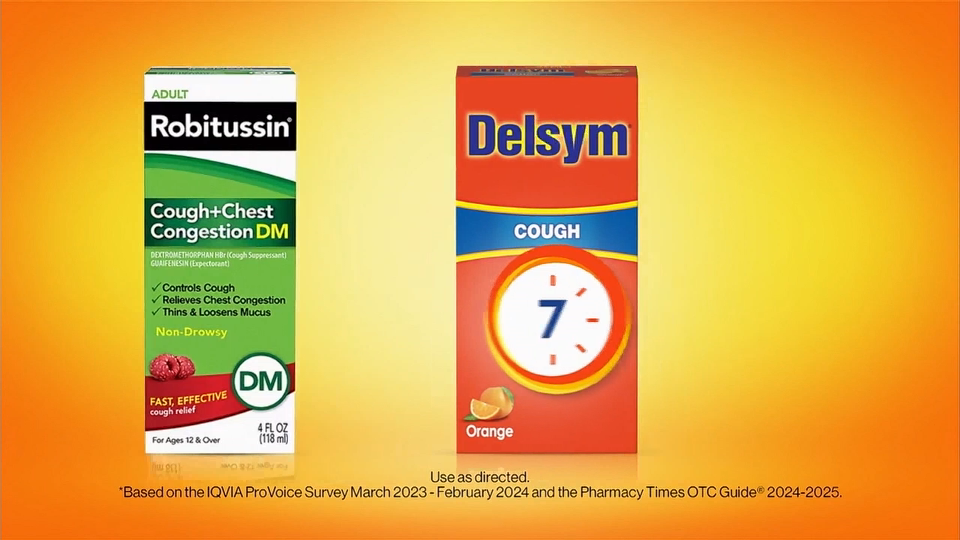 ADULT
Robitussin®
Cough+Chest
Congestion DM
DEXTROMETHORPHAN HBr (Cough Suppressant)
GUAIFENESIN (Expectorant)
✓ Controls Cough
✓ Relieves Chest Congestion
✓ Thins & Loosens Mucus
Non-Drowsy
DM
FAST, EFFECTIVE
cough relief
4 FL OZ
(118 ml)
For Ages 12 & Over
Delsym®
COUGH
7
Orange
Use as directed.
*Based on the IQVIA ProVoice Survey March 2023 - February 2024 and the Pharmacy Times OTC Guide® 2024-2025.